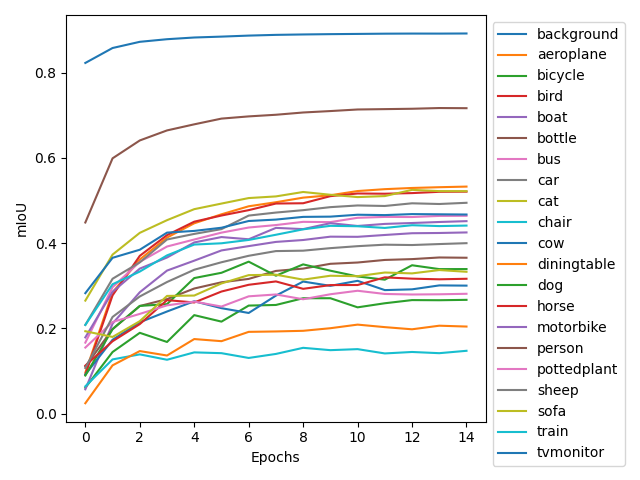 mIoU
0.8
0.6
0.4
0.2
0.0
0
2
4
6
8
10
12
14
Epochs
background
aeroplane
bicycle
bird
boat
bottle
bus
car
cat
chair
cow
diningtable
dog
horse
motorbike
person
pottedplant
sheep
sofa
train
tvmonitor